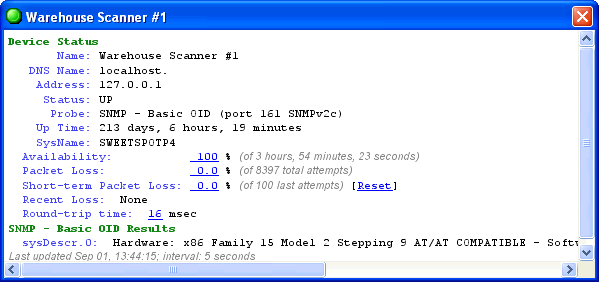 Warehouse Scanner #1
Device Status
Name: Warehouse Scanner #1
DNS Name: localhost.
Address: 127.0.0.1
Status: UP
Probe: SNMP - Basic OID (port 161 SNMPv2c)
Up Time: 213 days, 6 hours, 19 minutes
SysName: SWEETSPOTP4
Availability: 100 % (of 3 hours, 54 minutes, 23 seconds)
Packet Loss: 0.0 % (of 8397 total attempts)
Short-term Packet Loss: 0.0 % (of 100 last attempts) [Reset]
Recent Loss: None
Round-trip time: 16 msec
SNMP - Basic OID Results
sysDescr.0: Hardware: x86 Family 15 Model 2 Stepping 9 AT/AT COMPATIBLE - Softw
Last updated Sep 01, 13:44:15; interval: 5 seconds